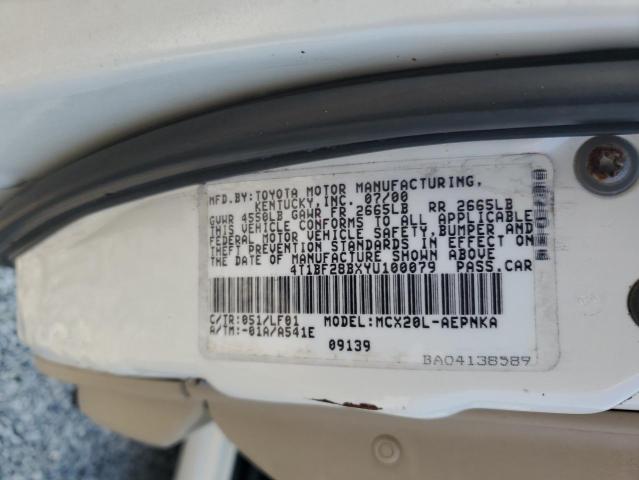 MFD.BY:TOYOTA MOTOR MANUFACTURING,
KENTUCKY,INC. 07/00
GVWR 4550LB GAWR FR 2665LB RR 2665LB
THIS VEHICLE CONFORMS TO ALL APPLICABLE
FEDERAL MOTOR VEHICLE SAFETY, BUMPER AND
THEFT PREVENTION STANDARDS IN EFFECT ON
THE DATE OF MANUFACTURE SHOWN ABOVE
4T1BF28BXYU100079 PASS.CAR
C/TR:051/LF01 MODEL:MCX20L-AEPNKA
A/TM:-01A/A541E
09139
BA04138589